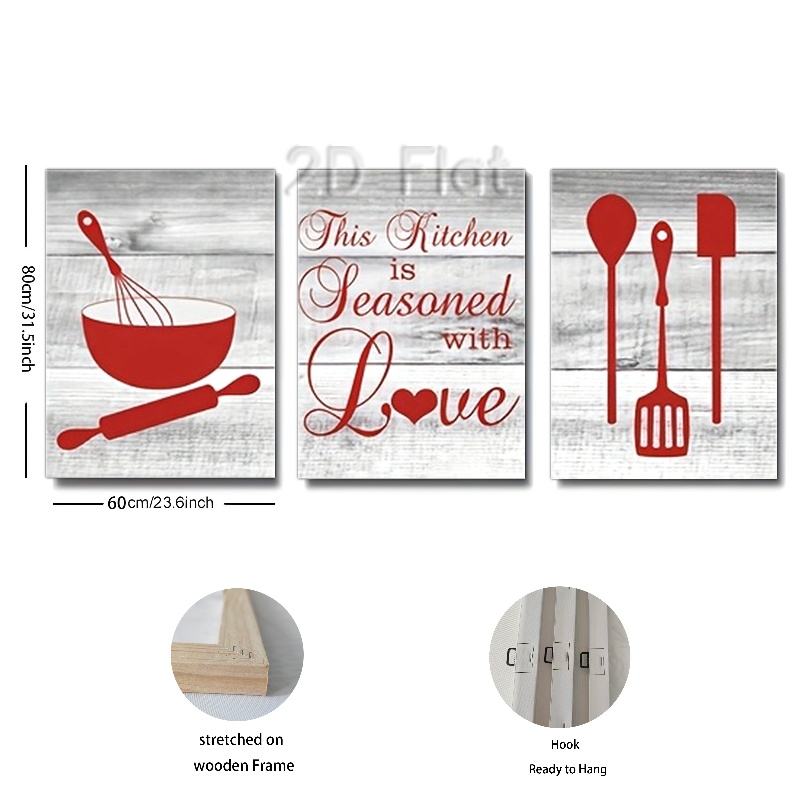 2D Flat
This Kitchen
is
Seasoned
with
Love
80cm/31.5inch
60cm/23.6inch
stretched on
wooden Frame
Hook
Ready to Hang